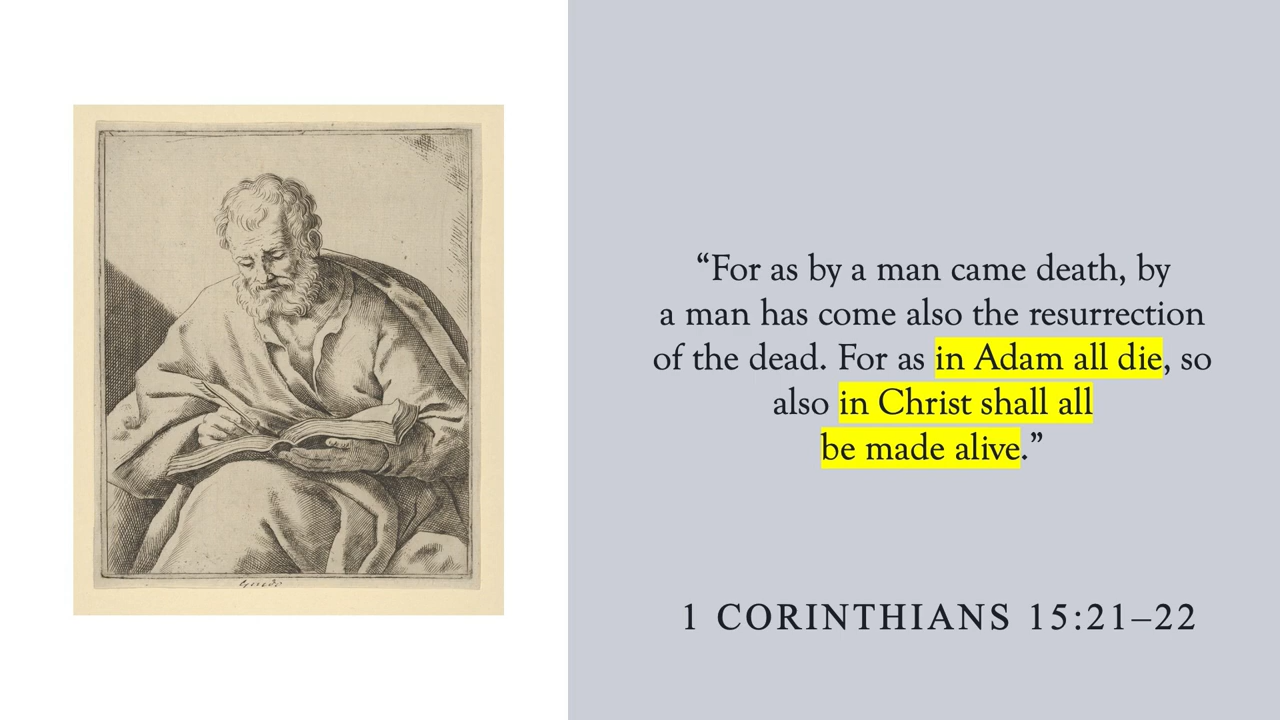 “For as by a man came death, by
a man has come also the resurrection
of the dead. For as in Adam all die, so
also in Christ shall all
be made alive.”
1 CORINTHIANS 15:21–22
Guido